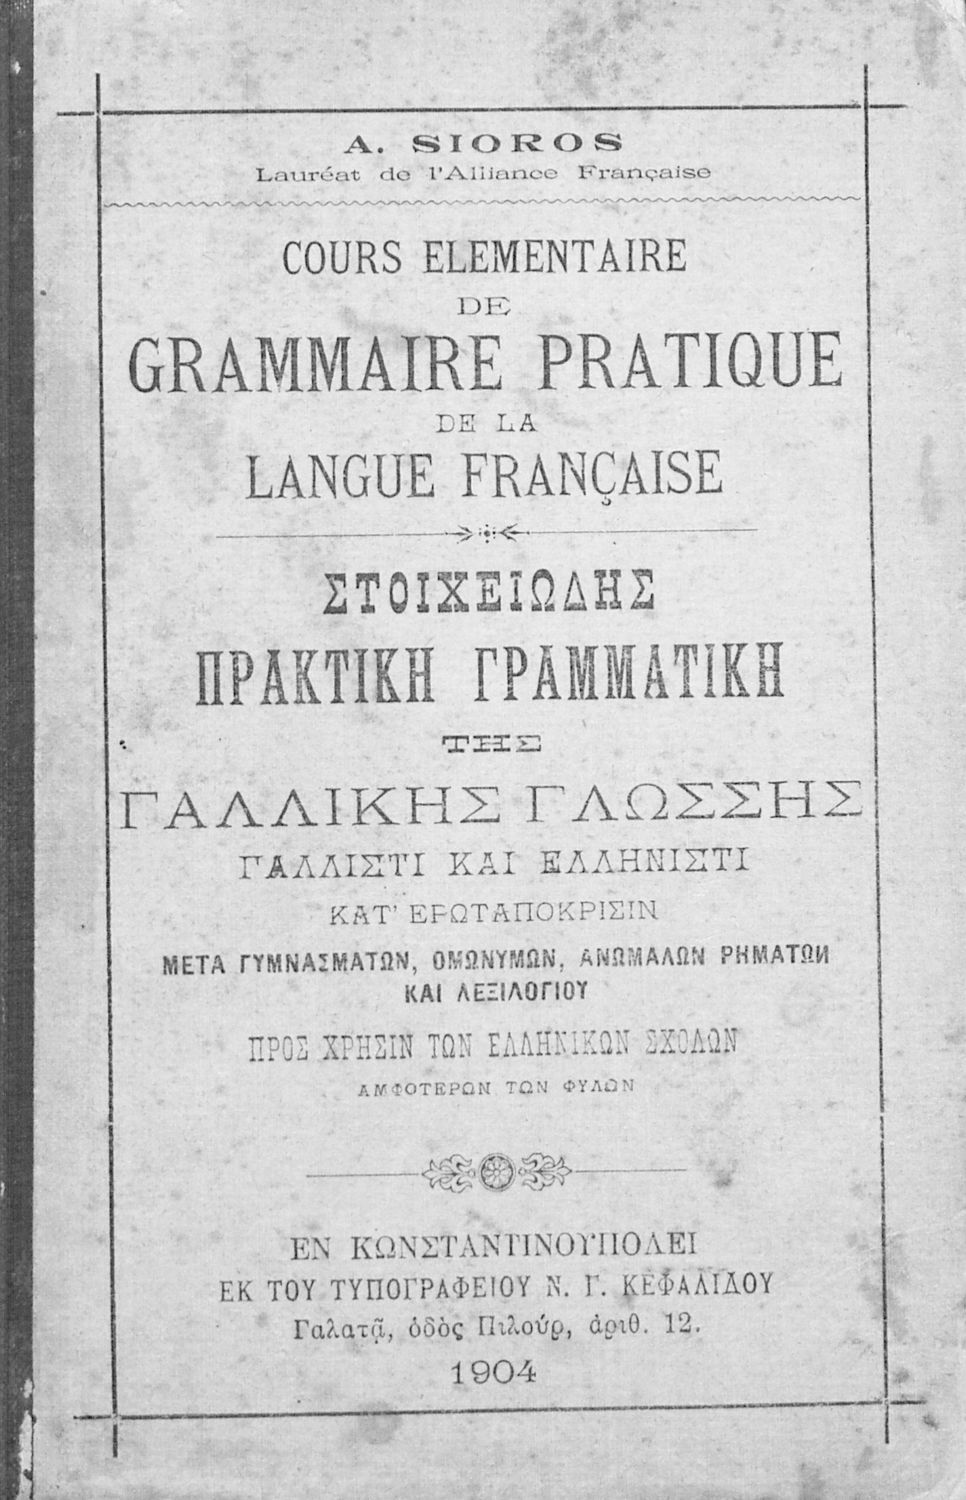 A. SIOROS
Lauréat de l'Alliance Française
COURS ELEMENTAIRE
DE
GRAMMAIRE PRATIQUE
DE LA
LANGUE FRANÇAISE
ΣΤΟΙΧΕΙΩΔΗΣ
ΠΡΑΚΤΙΚΗ ΓΡΑΜΜΑΤΙΚΗ
ΤΗΣ
ΓΑΛΛΙΚΗΣ ΓΛΩΣΣΗΣ
ΓΑΛΛΙΣΤΙ ΚΑΙ ΕΛΛΗΝΙΣΤΙ
ΚΑΤ' ΕΡΩΤΑΠΟΚΡΙΣΙΝ
ΜΕΤΑ ΓΥΜΝΑΣΜΑΤΩΝ, ΟΜΩΝΥΜΩΝ, ΑΝΩΜΑΛΩΝ ΡΗΜΑΤΩΝ
ΚΑΙ ΛΕΞΙΛΟΓΙΟΥ
ΠΡΟΣ ΧΡΗΣΙΝ ΤΩΝ ΕΛΛΗΝΙΚΩΝ ΣΧΟΛΩΝ
ΑΜΦΟΤΕΡΩΝ ΤΩΝ ΦΥΛΩΝ
ΕΝ ΚΩΝΣΤΑΝΤΙΝΟΥΠΟΛΕΙ
ΕΚ ΤΟΥ ΤΥΠΟΓΡΑΦΕΙΟΥ Ν. Γ. ΚΕΦΑΛΙΔΟΥ
Γαλατᾷ, ὁδὸς Πιλούρ, ἀριθ. 12.
1904